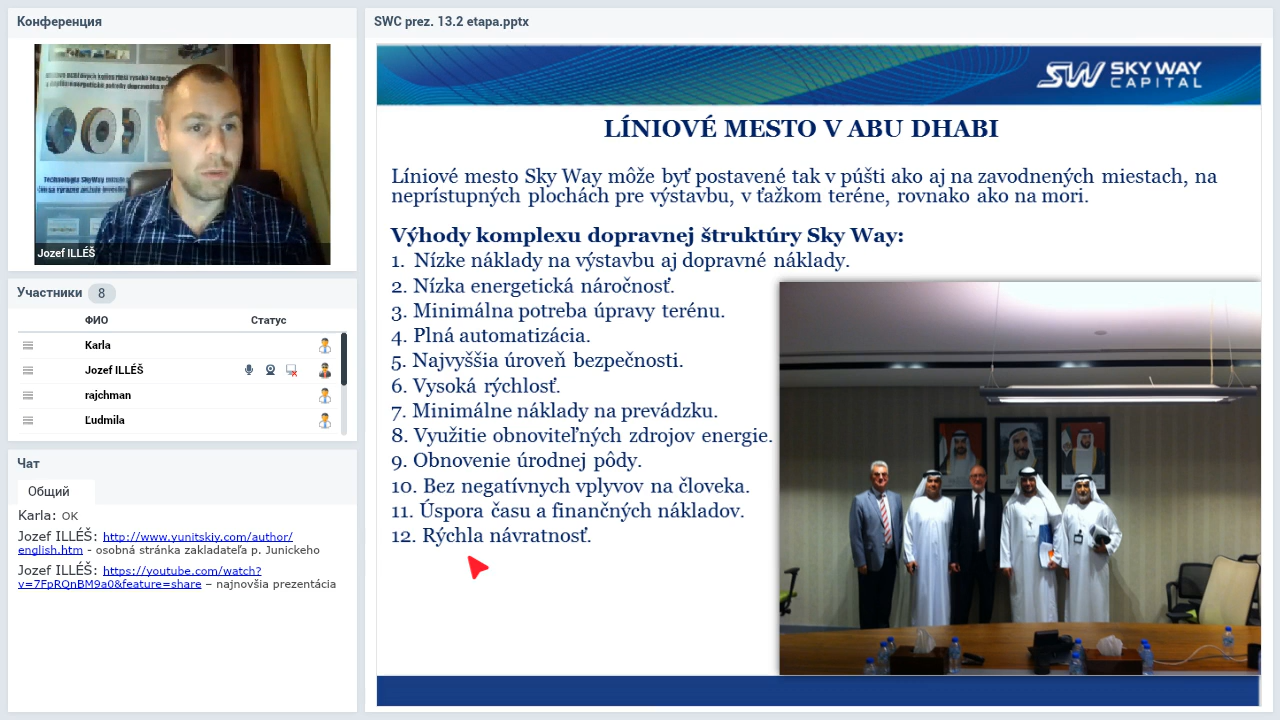 Конференция
Jozef ILLÉŠ
Участники 8
ФИО Статус
Karla
Jozef ILLÉŠ
rajchman
Ľudmila
Чат
Общий
Karla: OK
Jozef ILLÉŠ: http://www.yunitskiy.com/author/
english.htm - osobná stránka zakladateľa p. Junickeho
Jozef ILLÉŠ: https://youtube.com/watch?
v=7FpRQnBM9a0&feature=share – najnovšia prezentácia
SWC prez. 13.2 etapa.pptx
SW SKY WAY
CAPITAL
LÍNIOVÉ MESTO V ABU DHABI
Líniové mesto Sky Way môže byť postavené tak v púšti ako aj na zavodnených miestach, na
neprístupných plochách pre výstavbu, v ťažkom teréne, rovnako ako na mori.
Výhody komplexu dopravnej štruktúry Sky Way:
1. Nízke náklady na výstavbu aj dopravné náklady.
2. Nízka energetická náročnosť.
3. Minimálna potreba úpravy terénu.
4. Plná automatizácia.
5. Najvyššia úroveň bezpečnosti.
6. Vysoká rýchlosť.
7. Minimálne náklady na prevádzku.
8. Využitie obnoviteľných zdrojov energie.
9. Obnovenie úrodnej pôdy.
10. Bez negatívnych vplyvov na človeka.
11. Úspora času a finančných nákladov.
12. Rýchla návratnosť.